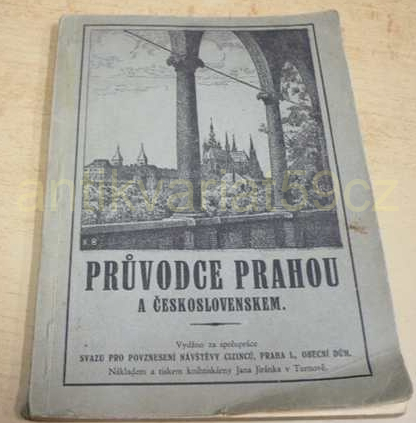 K B
PRŮVODCE PRAHOU
A ČESKOSLOVENSKEM.
Vydáno za spolupráce
SVAZU PRO POVZNESENÍ NÁVŠTĚVY CIZINCŮ, PRAHA I., OBECNÍ DŮM.
Nákladem a tiskem knihtiskárny Jana Jiránka v Turnově.
antikvariat59cz